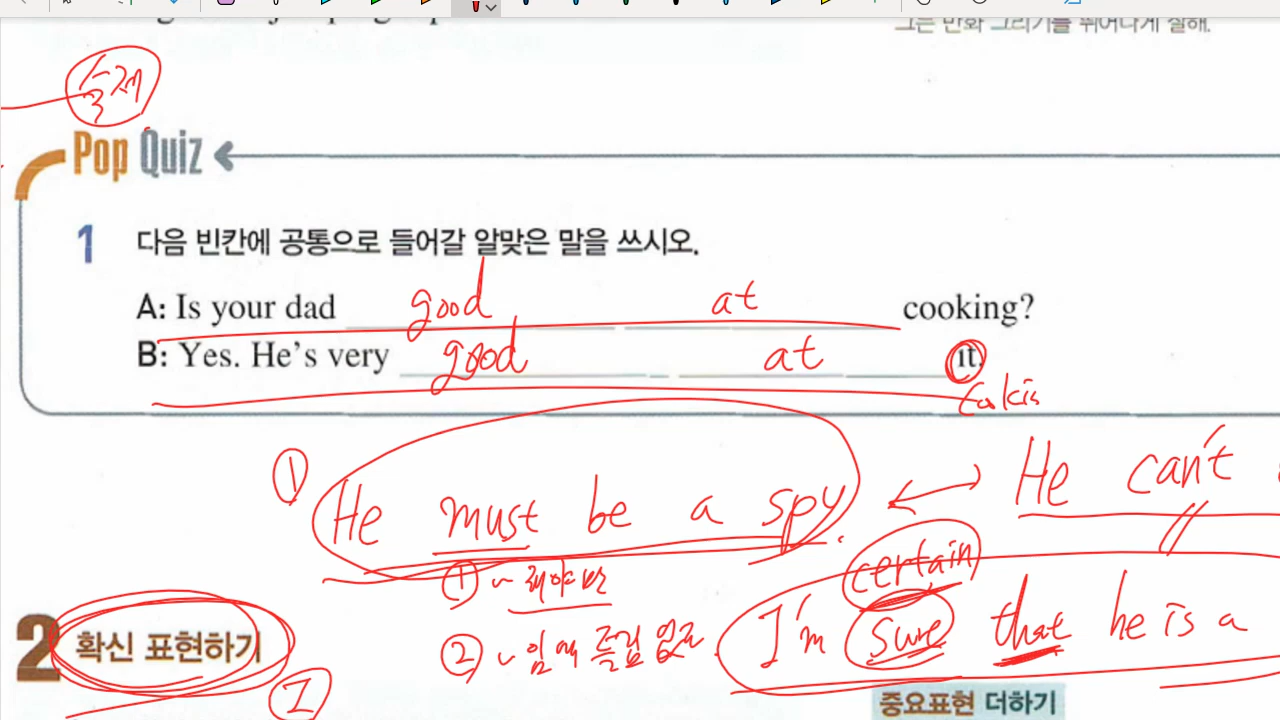 그는 만화 그리기를 뛰어나게 잘해.
숙제
Pop Quiz
1 다음 빈칸에 공통으로 들어갈 알맞은 말을 쓰시오.
A: Is your dad good at cooking?
B: Yes. He's very good at it.
① He must be a spy. ↔ He can't
certain
① ~해야만
② ~임에 틀림 없다.
I'm sure that he is a
2 확신 표현하기
중요표현 더하기